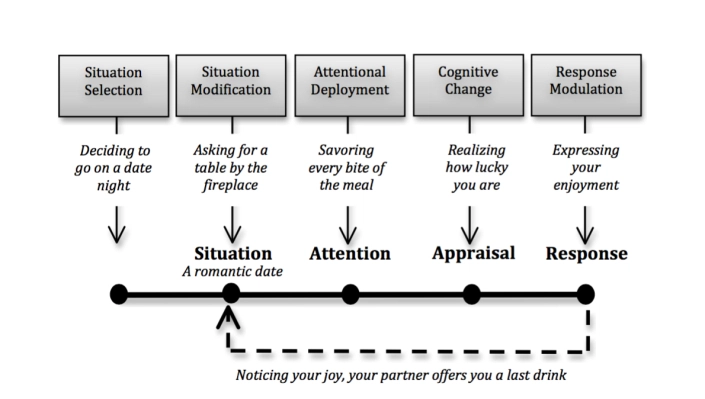 Situation
Selection
Situation
Modification
Attentional
Deployment
Cognitive
Change
Response
Modulation
Deciding to
go on a date
night
Asking for a
table by the
fireplace
Savoring
every bite of
the meal
Realizing
how lucky
you are
Expressing
your
enjoyment
Situation
A romantic date
Attention
Appraisal
Response
Noticing your joy, your partner offers you a last drink